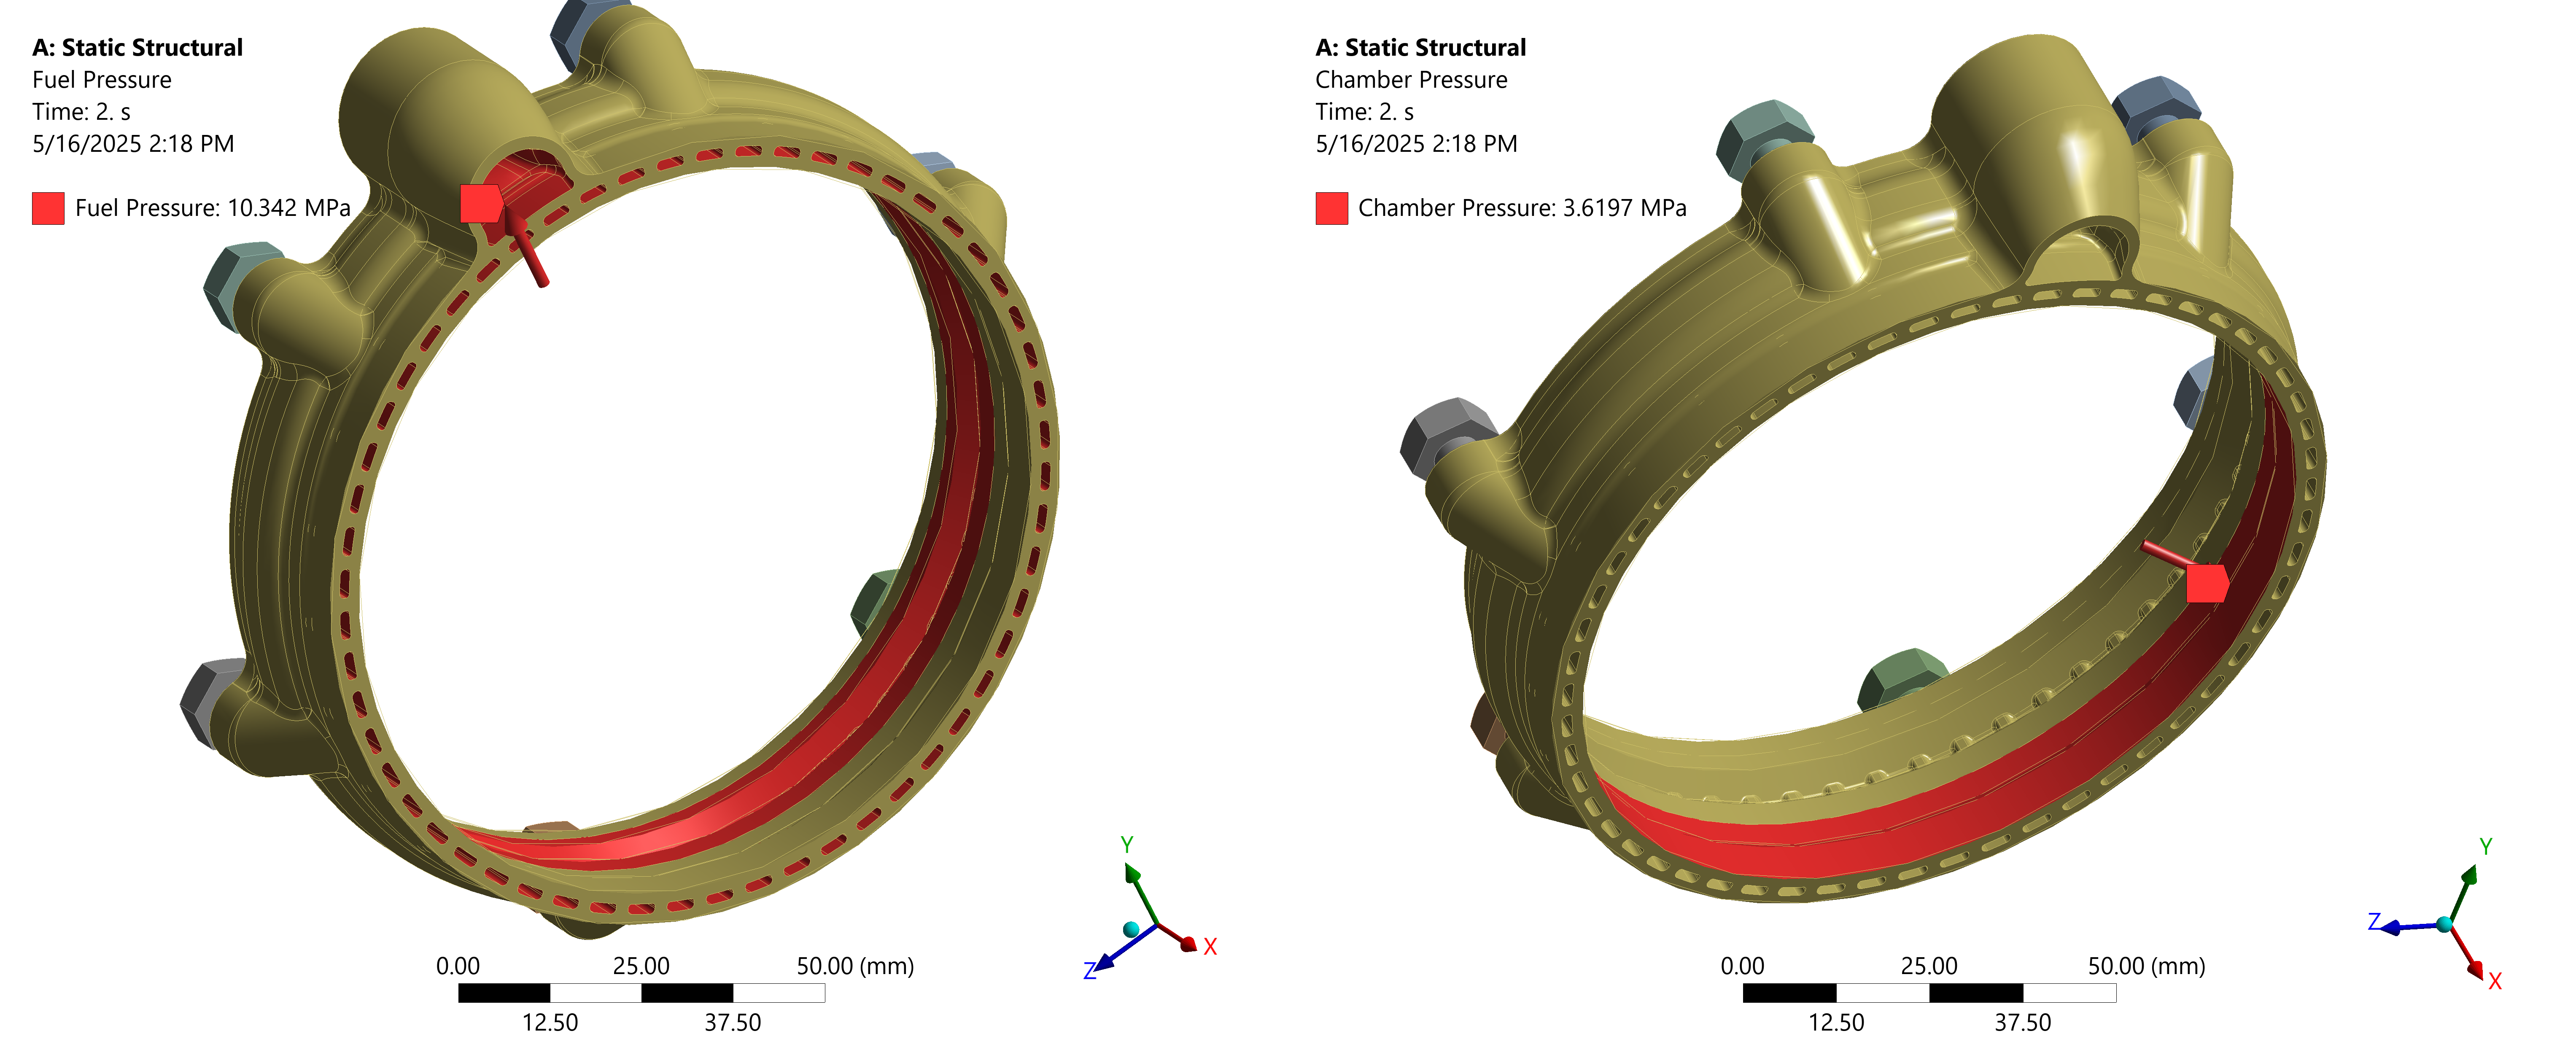 A: Static Structural
Fuel Pressure
Time: 2. s
5/16/2025 2:18 PM
Fuel Pressure: 10.342 MPa
Y
X
Z
0.00 25.00 50.00 (mm)
12.50 37.50
A: Static Structural
Chamber Pressure
Time: 2. s
5/16/2025 2:18 PM
Chamber Pressure: 3.6197 MPa
Y
Z
X
0.00 25.00 50.00 (mm)
12.50 37.50